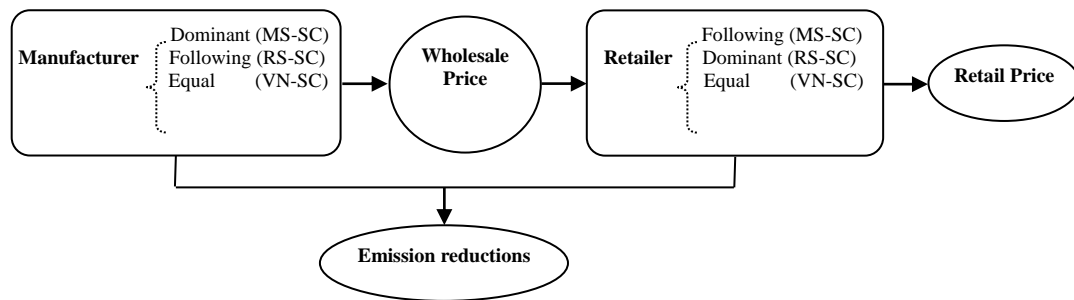 Manufacturer
Dominant (MS-SC)
Following (RS-SC)
Equal (VN-SC)
Wholesale
Price
Retailer
Following (MS-SC)
Dominant (RS-SC)
Equal (VN-SC)
Retail Price
Emission reductions